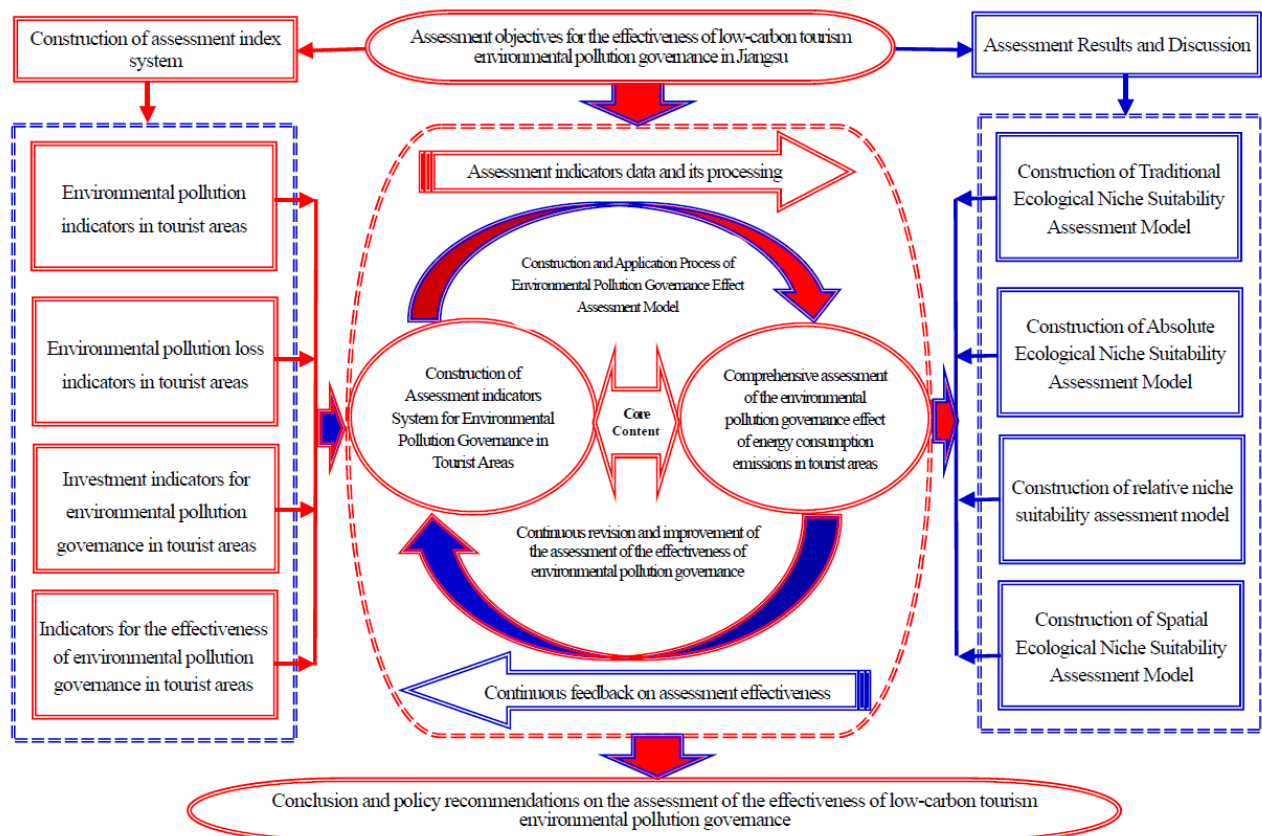 Construction of assessment index
system
Assessment objectives for the effectiveness of low-carbon tourism
environmental pollution governance in Jiangsu
Assessment Results and Discussion
Environmental pollution
indicators in tourist areas
Environmental pollution loss
indicators in tourist areas
Investment indicators for
environmental pollution
governance in tourist areas
Indicators for the effectiveness
of environmental pollution
governance in tourist areas
Assessment indicators data and its processing
Construction and Application Process of
Environmental Pollution Governance Effect
Assessment Model
Construction of
Assessment indicators
System for Environmental
Pollution Governance in
Tourist Areas
Core
Content
Comprehensive assessment
of the environmental
pollution governance effect
of energy consumption
emissions in tourist areas
Continuous revision and improvement of
the assessment of the effectiveness of
environmental pollution governance
Continuous feedback on assessment effectiveness
Construction of Traditional
Ecological Niche Suitability
Assessment Model
Construction of Absolute
Ecological Niche Suitability
Assessment Model
Construction of relative niche
suitability assessment model
Construction of Spatial
Ecological Niche Suitability
Assessment Model
Conclusion and policy recommendations on the assessment of the effectiveness of low-carbon tourism
environmental pollution governance